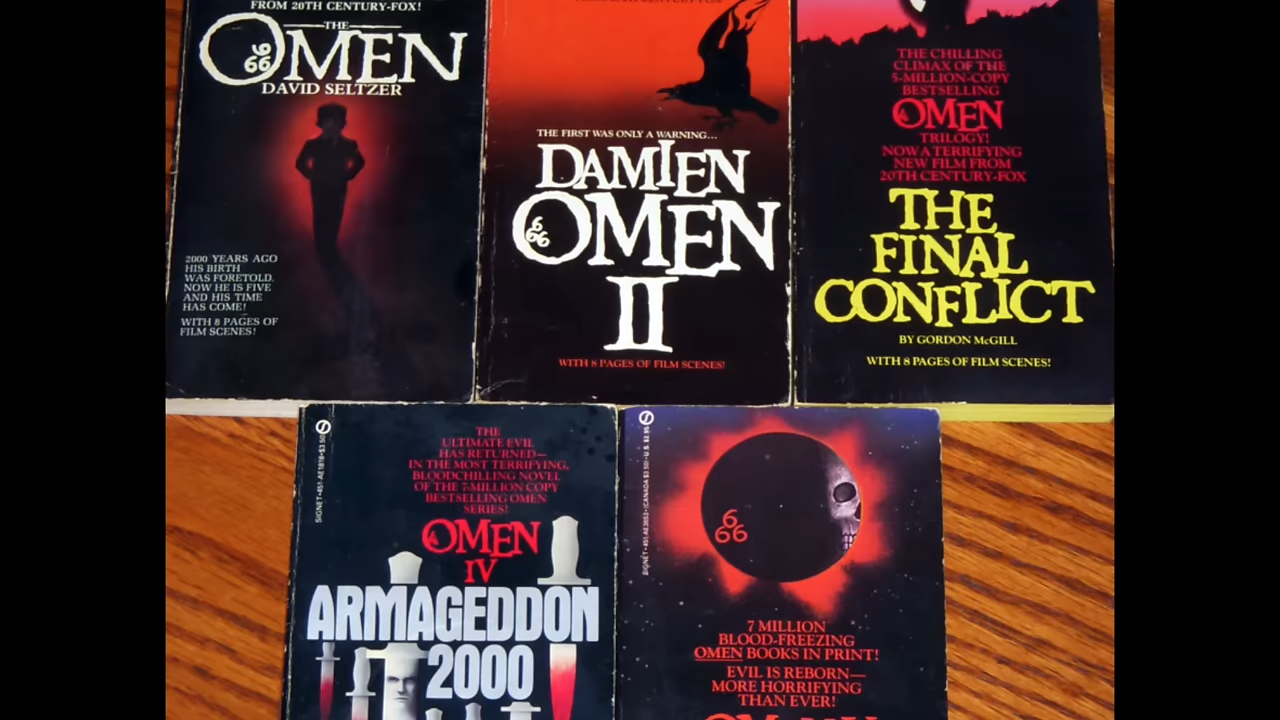 FROM 20TH CENTURY-FOX!
THE
OMEN
666
DAVID SELTZER
2000 YEARS AGO
HIS BIRTH
WAS FORETOLD.
NOW HE IS FIVE
AND HIS TIME
HAS COME!
WITH 8 PAGES OF
FILM SCENES!
THE FIRST WAS ONLY A WARNING...
DAMIEN
OMEN
666
II
WITH 8 PAGES OF FILM SCENES!
THE CHILLING
CLIMAX OF THE
5-MILLION-COPY
BESTSELLING
OMEN
TRILOGY!
NOW A TERRIFYING
NEW FILM FROM
20TH CENTURY-FOX
THE
FINAL
CONFLICT
BY GORDON McGILL
WITH 8 PAGES OF FILM SCENES!
SIGNET•451-AE1818•$3.50
THE
ULTIMATE EVIL
HAS RETURNED—
IN THE MOST TERRIFYING,
BLOODCHILLING NOVEL
OF THE 7-MILLION COPY
BESTSELLING OMEN
SERIES!
OMEN
IV
ARMAGEDDON
2000
666
7 MILLION
BLOOD-FREEZING
OMEN BOOKS IN PRINT!
EVIL IS REBORN—
MORE HORRIFYING
THAN EVER!